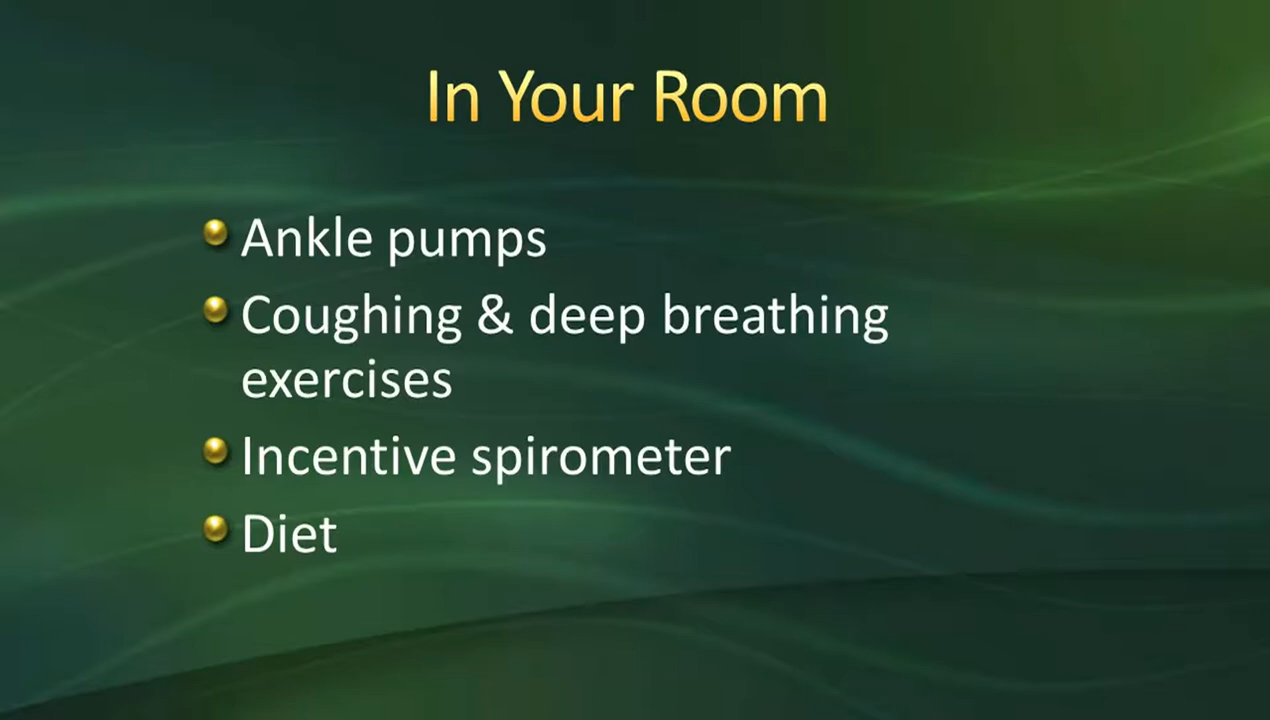 In Your Room
Ankle pumps
Coughing & deep breathing
exercises
Incentive spirometer
Diet